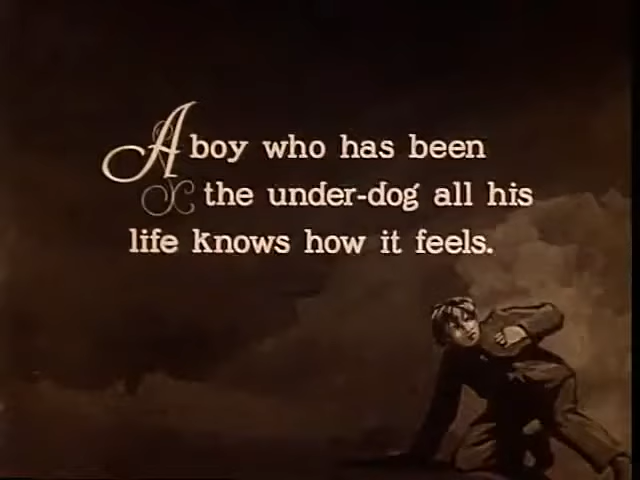 A boy who has been
the under-dog all his
life knows how it feels.